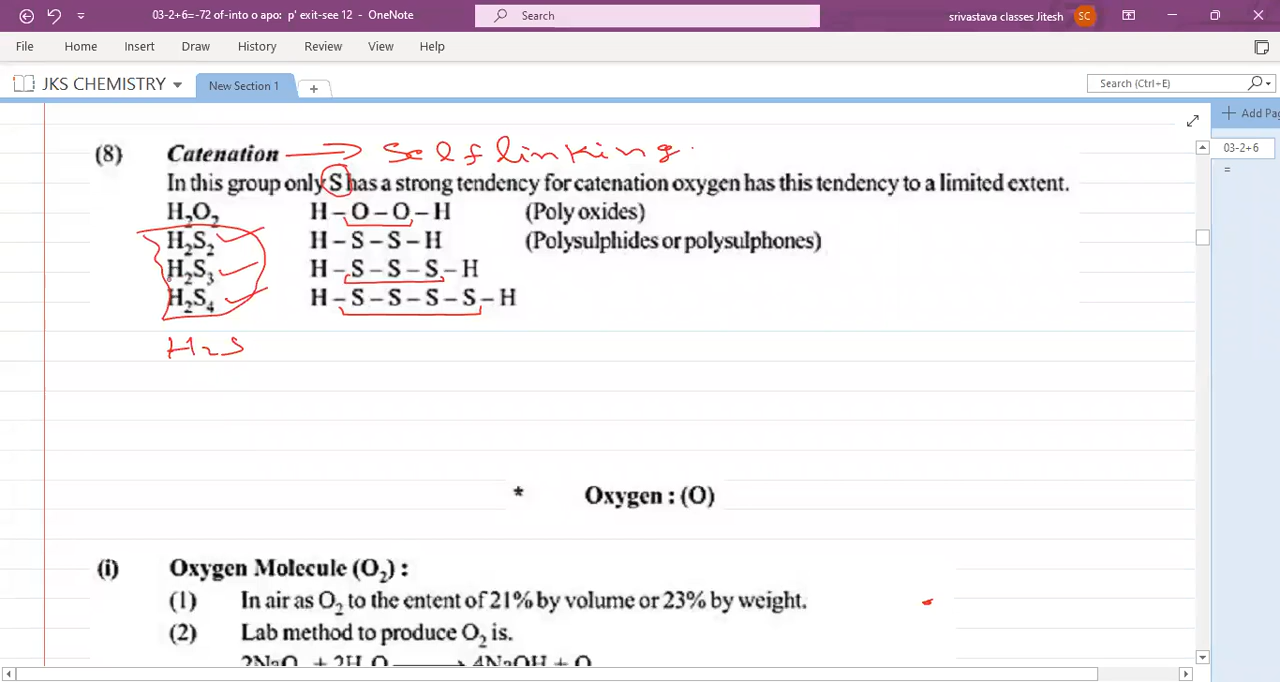 03-2+6=-72 of-into o apo: p' exit-see 12 - OneNote
Search
srivastava classes Jitesh
SC
File Home Insert Draw History Review View Help
JKS CHEMISTRY
New Section 1
+
Search (Ctrl+E)
+ Add Pag
03-2+6
=
(8) Catenation → Self linking.
In this group only S has a strong tendency for catenation oxygen has this tendency to a limited extent.
H₂O₂ H – O – O – H (Poly oxides)
H₂S₂ H – S – S – H (Polysulphides or polysulphones)
H₂S₃ H – S – S – S – H
H₂S₄ H – S – S – S – S – H
H₂S
* Oxygen : (O)
(i) Oxygen Molecule (O₂) :
(1) In air as O₂ to the entent of 21% by volume or 23% by weight.
(2) Lab method to produce O₂ is.